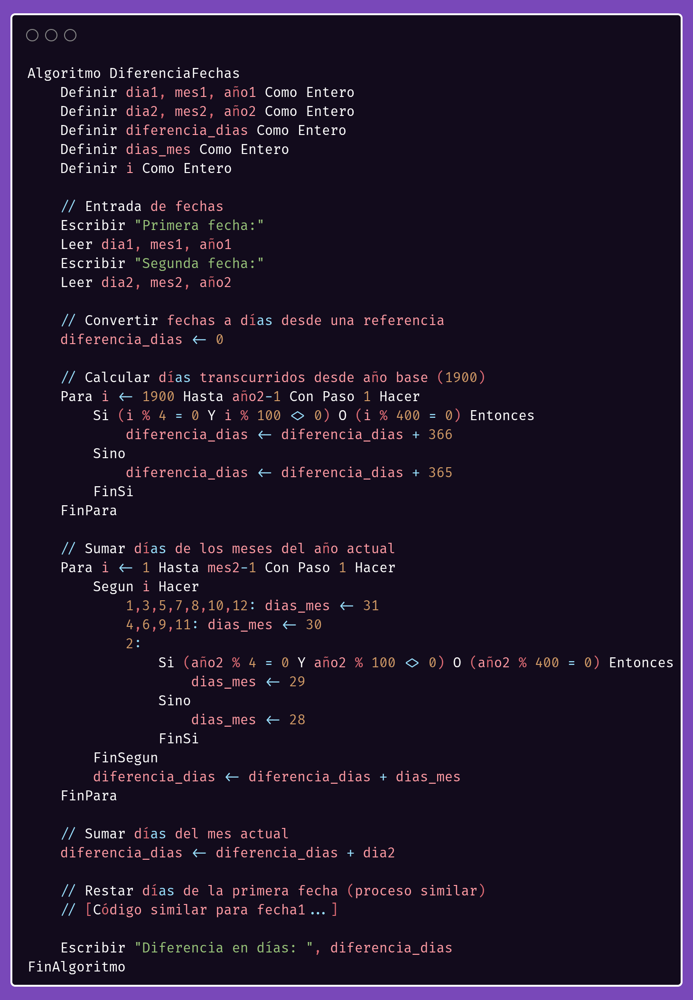 Algoritmo DiferenciaFechas
    Definir dia1, mes1, año1 Como Entero
    Definir dia2, mes2, año2 Como Entero
    Definir diferencia_dias Como Entero
    Definir dias_mes Como Entero
    Definir i Como Entero

    // Entrada de fechas
    Escribir "Primera fecha:"
    Leer dia1, mes1, año1
    Escribir "Segunda fecha:"
    Leer dia2, mes2, año2

    // Convertir fechas a días desde una referencia
    diferencia_dias <- 0

    // Calcular días transcurridos desde año base (1900)
    Para i <- 1900 Hasta año2-1 Con Paso 1 Hacer
        Si (i % 4 = 0 Y i % 100 <> 0) O (i % 400 = 0) Entonces
            diferencia_dias <- diferencia_dias + 366
        Sino
            diferencia_dias <- diferencia_dias + 365
        FinSi
    FinPara

    // Sumar días de los meses del año actual
    Para i <- 1 Hasta mes2-1 Con Paso 1 Hacer
        Segun i Hacer
            1,3,5,7,8,10,12: dias_mes <- 31
            4,6,9,11: dias_mes <- 30
            2:
                Si (año2 % 4 = 0 Y año2 % 100 <> 0) O (año2 % 400 = 0) Entonces
                    dias_mes <- 29
                Sino
                    dias_mes <- 28
                FinSi
        FinSegun
        diferencia_dias <- diferencia_dias + dias_mes
    FinPara

    // Sumar días del mes actual
    diferencia_dias <- diferencia_dias + dia2

    // Restar días de la primera fecha (proceso similar)
    // [Código similar para fecha1...]

    Escribir "Diferencia en días: ", diferencia_dias
FinAlgoritmo